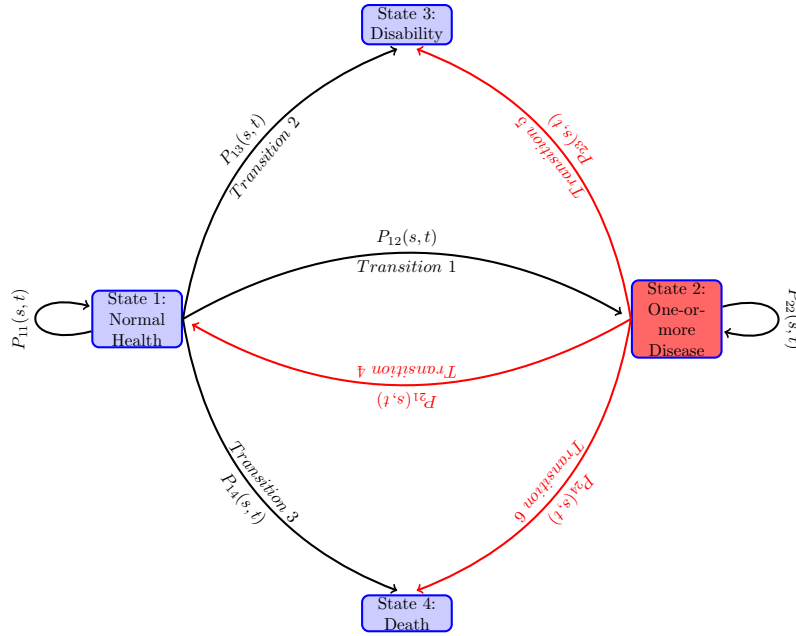 State 3:
Disability
P₁₃(s, t)
Transition 2
P₂₃(s, t)
Transition 5
P₁₂(s, t)
Transition 1
State 1:
Normal
Health
P₁₁(s, t)
State 2:
One-or-
more
Disease
P₂₂(s, t)
Transition 4
P₂₁(s, t)
Transition 3
P₁₄(s, t)
Transition 6
P₂₄(s, t)
State 4:
Death